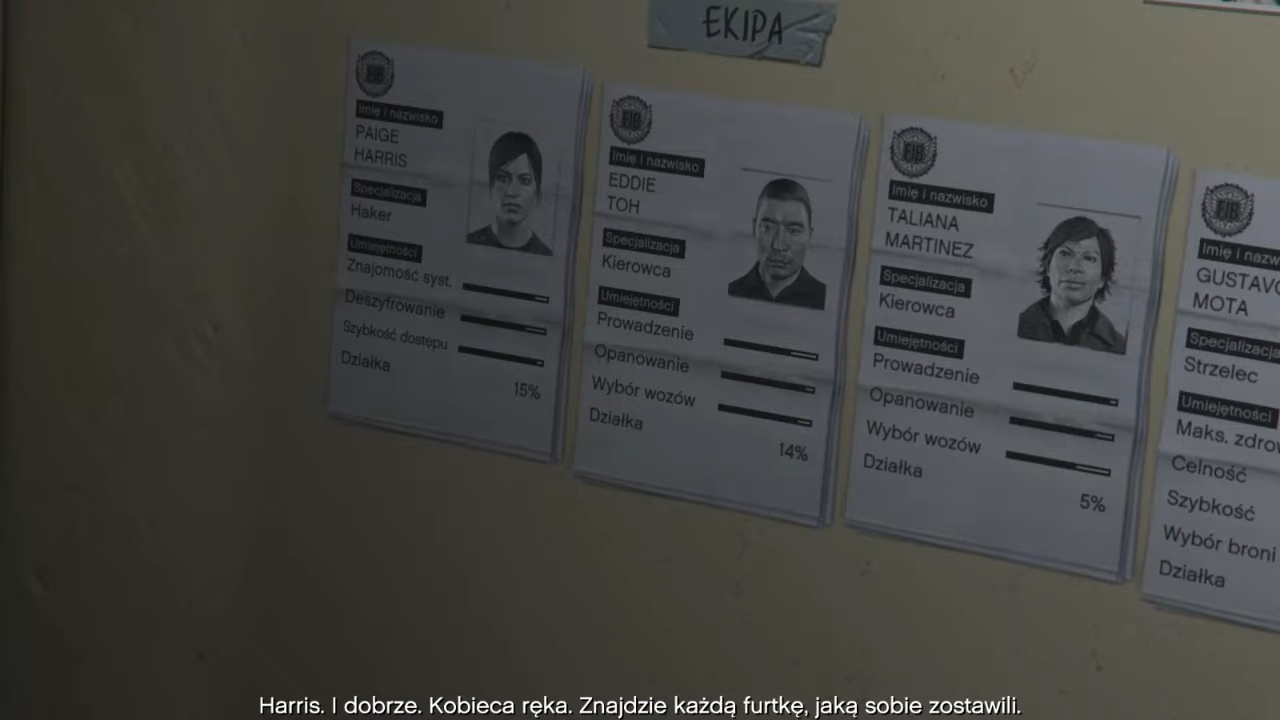 EKIPA
FIB
Imię i nazwisko
PAIGE
HARRIS
Specjalizacja
Haker
Umiejętności
Znajomość syst.
Deszyfrowanie
Szybkość dostępu
Działka
15%
FIB
Imię i nazwisko
EDDIE
TOH
Specjalizacja
Kierowca
Umiejętności
Prowadzenie
Opanowanie
Wybór wozów
Działka
14%
FIB
Imię i nazwisko
TALIANA
MARTINEZ
Specjalizacja
Kierowca
Umiejętności
Prowadzenie
Opanowanie
Wybór wozów
Działka
5%
FIB
Imię i nazw
GUSTAVO
MOTA
Specjalizacja
Strzelec
Umiejętności
Maks. zdrow
Celność
Szybkość
Wybór broni
Działka
Harris. I dobrze. Kobieca ręka. Znajdzie każdą furtkę, jaką sobie zostawili.